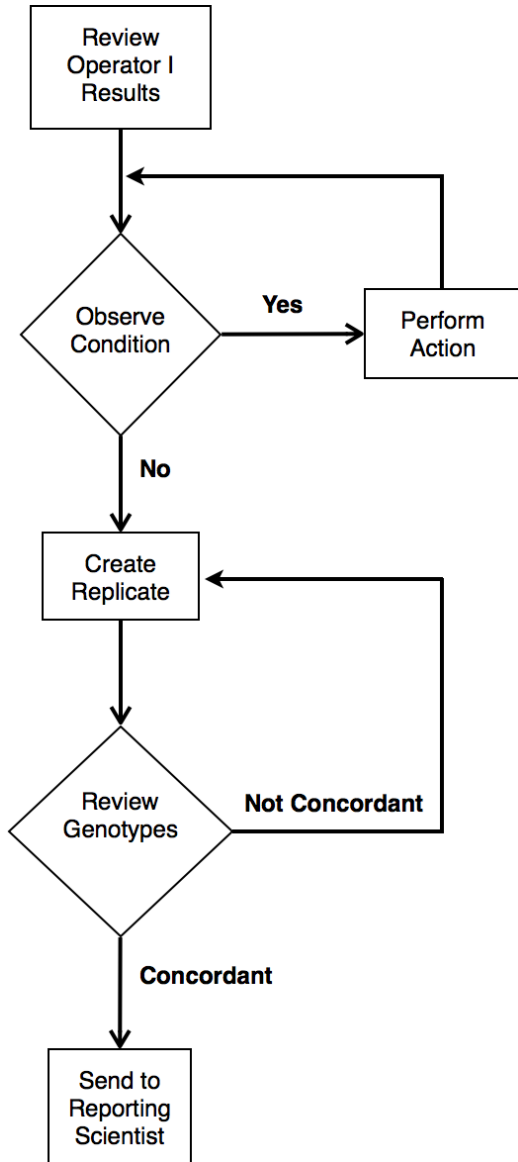 Review
Operator I
Results
Observe
Condition
Yes
Perform
Action
No
Create
Replicate
Review
Genotypes
Not Concordant
Concordant
Send to
Reporting
Scientist